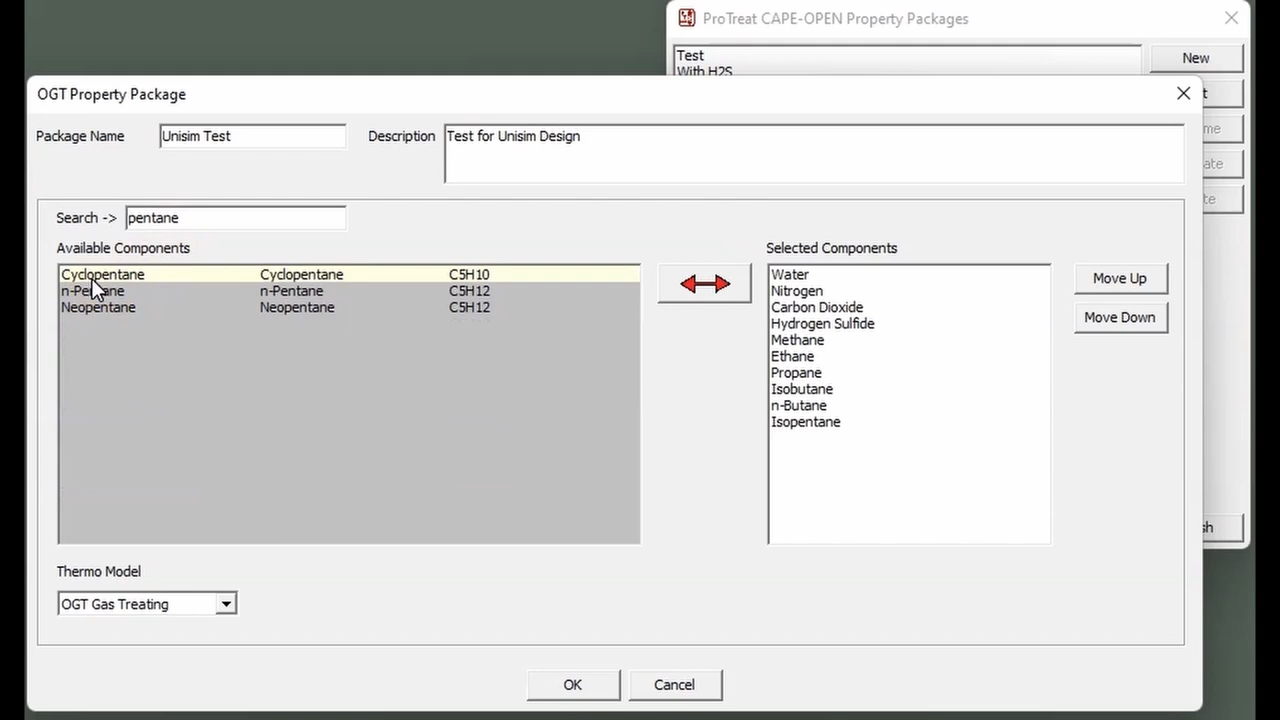 ProTreat CAPE-OPEN Property Packages
Test
With H2S
New
OGT Property Package
Package Name
Unisim Test
Description
Test for Unisim Design
Search ->
pentane
Available Components
Selected Components
Cyclopentane Cyclopentane C5H10
n-Pentane n-Pentane C5H12
Neopentane Neopentane C5H12
Water
Nitrogen
Carbon Dioxide
Hydrogen Sulfide
Methane
Ethane
Propane
Isobutane
n-Butane
Isopentane
Move Up
Move Down
Thermo Model
OGT Gas Treating
OK
Cancel